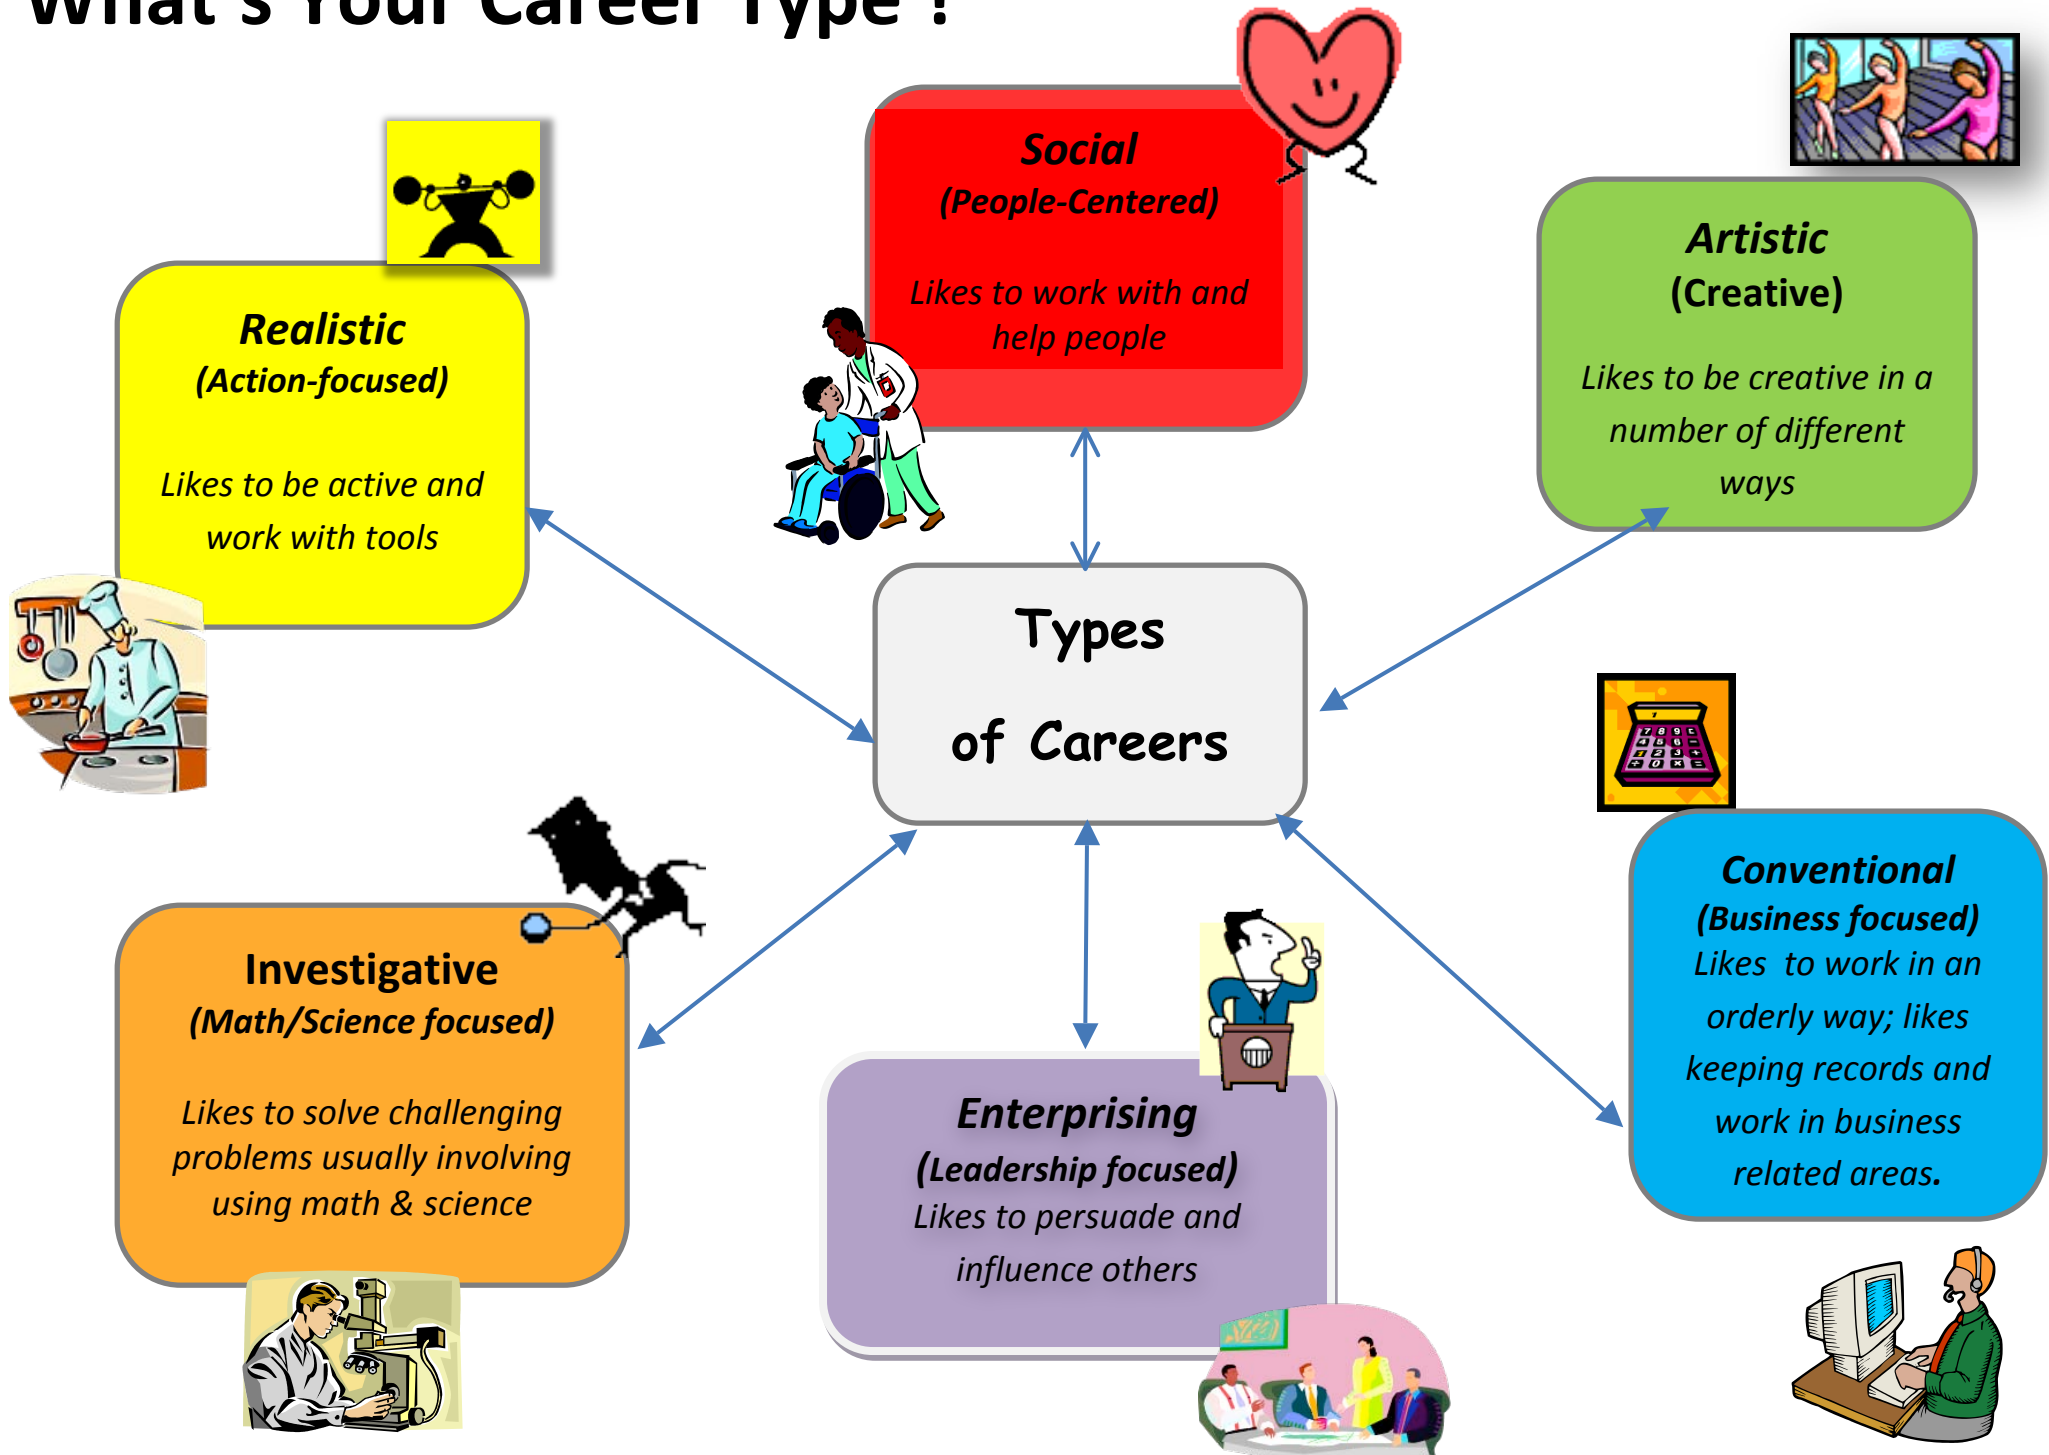 What's Your Career Type ?
Social
(People-Centered)
Likes to work with and
help people
Artistic
(Creative)
Likes to be creative in a
number of different
ways
Realistic
(Action-focused)
Likes to be active and
work with tools
Types
of Careers
Investigative
(Math/Science focused)
Likes to solve challenging
problems usually involving
using math & science
Enterprising
(Leadership focused)
Likes to persuade and
influence others
Conventional
(Business focused)
Likes  to work in an
orderly way; likes
keeping records and
work in business
related areas.